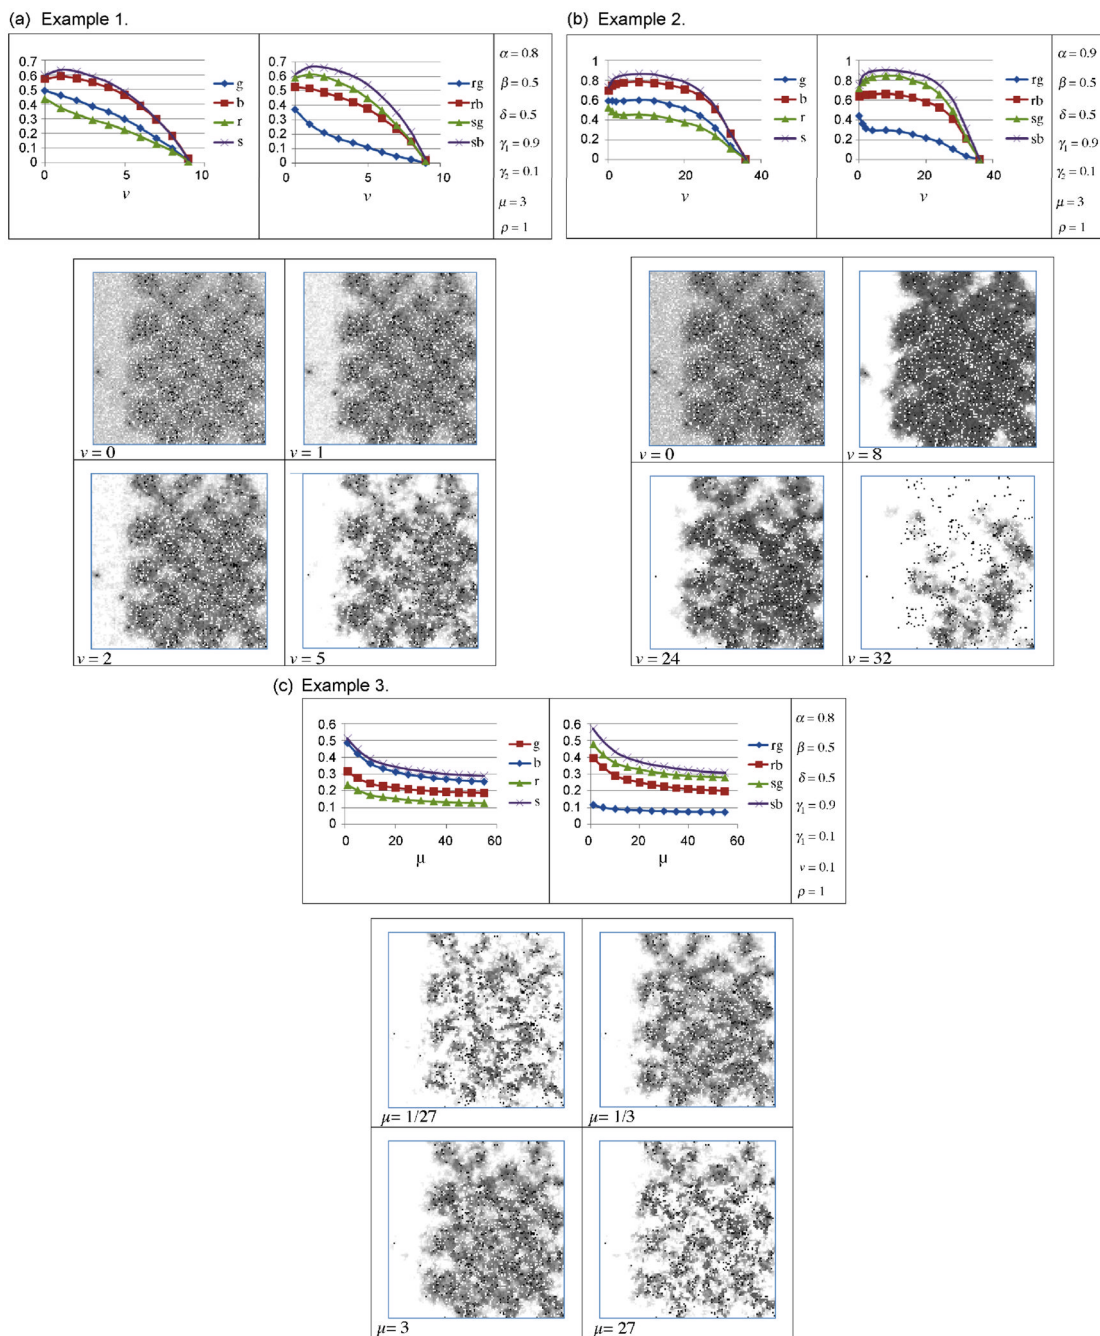 (a) Example 1.
0.7
0.6
0.5
0.4
0.3
0.2
0.1
0
0 5 10
ν
g
b
r
s
0.7
0.6
0.5
0.4
0.3
0.2
0.1
0
0 5 10
ν
rg
rb
sg
sb
α = 0.8
β = 0.5
δ = 0.5
γ₁ = 0.9
γ₂ = 0.1
μ = 3
ρ = 1
ν = 0
ν = 1
ν = 2
ν = 5
(b) Example 2.
1
0.8
0.6
0.4
0.2
0
0 20 40
ν
g
b
r
s
1
0.8
0.6
0.4
0.2
0
0 20 40
ν
rg
rb
sg
sb
α = 0.9
β = 0.5
δ = 0.5
γ₁ = 0.9
γ₂ = 0.1
μ = 3
ρ = 1
ν = 0
ν = 8
ν = 24
ν = 32
(c) Example 3.
0.6
0.5
0.4
0.3
0.2
0.1
0
0 20 40 60
μ
g
b
r
s
0.6
0.5
0.4
0.3
0.2
0.1
0
0 20 40 60
μ
rg
rb
sg
sb
α = 0.8
β = 0.5
δ = 0.5
γ₁ = 0.9
γ₁ = 0.1
ν = 0.1
ρ = 1
μ= 1/27
μ= 1/3
μ= 3
μ= 27